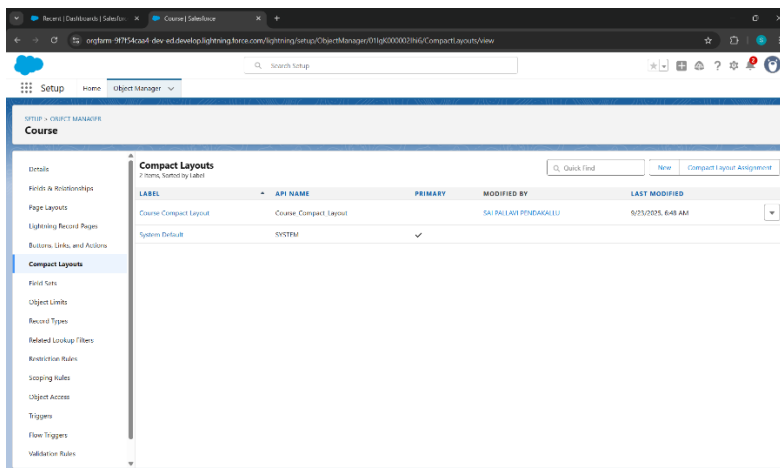 Recent | Dashboards | Salesforc
Course | Salesforce
orgfarm-9f7f54caa4-dev-ed.develop.lightning.force.com/lightning/setup/ObjectManager/01IgK000002Jhi6/CompactLayouts/view
Search Setup
Setup
Home
Object Manager
SETUP > OBJECT MANAGER
Course
Details
Fields & Relationships
Page Layouts
Lightning Record Pages
Buttons, Links, and Actions
Compact Layouts
Field Sets
Object Limits
Record Types
Related Lookup Filters
Restriction Rules
Scoping Rules
Object Access
Triggers
Flow Triggers
Validation Rules
Compact Layouts
2 Items, Sorted by Label
Quick Find
New
Compact Layout Assignment
LABEL API NAME PRIMARY MODIFIED BY LAST MODIFIED
Course Compact Layout Course Compact Layout SAI PALLAVI PENDAKALLU 9/23/2025, 6:48 AM
System Default SYSTEM